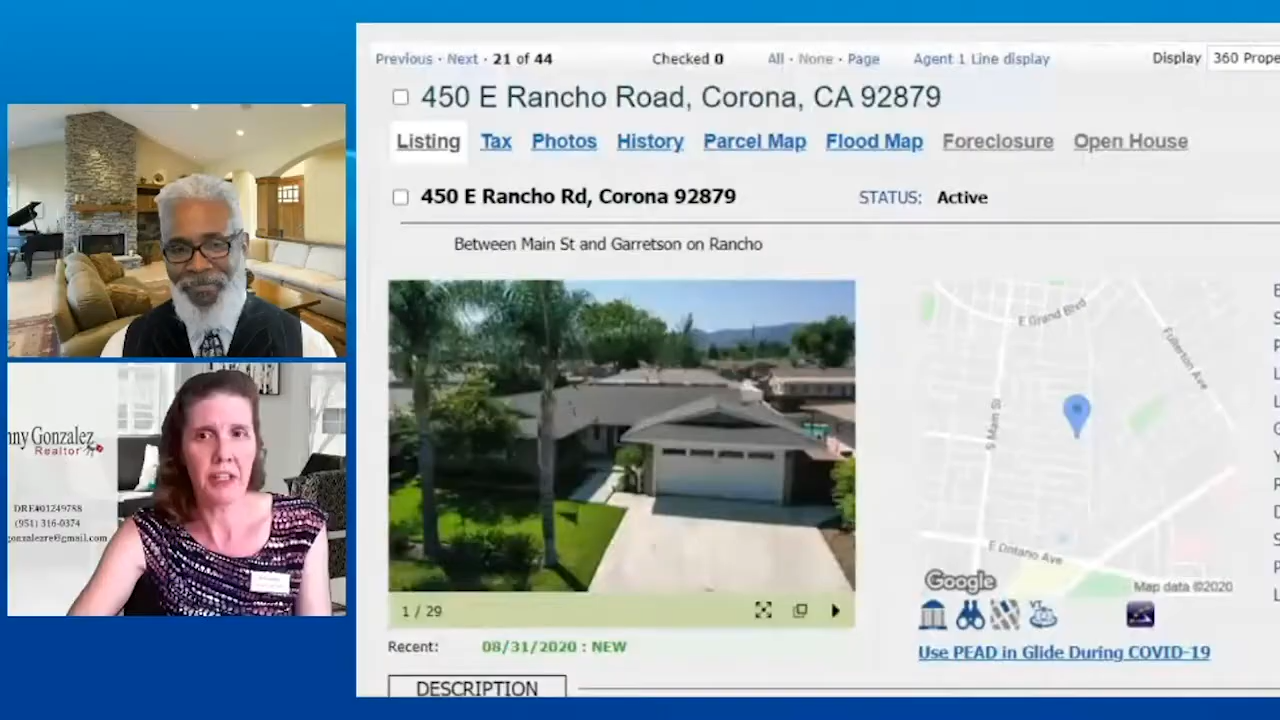 Previous · Next · 21 of 44 Checked 0 All · None · Page Agent 1 Line display Display 360 Prope
450 E Rancho Road, Corona, CA 92879
Listing Tax Photos History Parcel Map Flood Map Foreclosure Open House
450 E Rancho Rd, Corona 92879 STATUS: Active
Between Main St and Garretson on Rancho
E Grand Blvd
Fullerton Ave
S Main St
E Ontario Ave
Google
Map data ©2020
1 / 29
Recent: 08/31/2020 : NEW
Use PEAD in Glide During COVID-19
DESCRIPTION
nny Gonzalez
Realtor
DRE#01249788
(951) 316-0374
gonzalezre@gmail.com